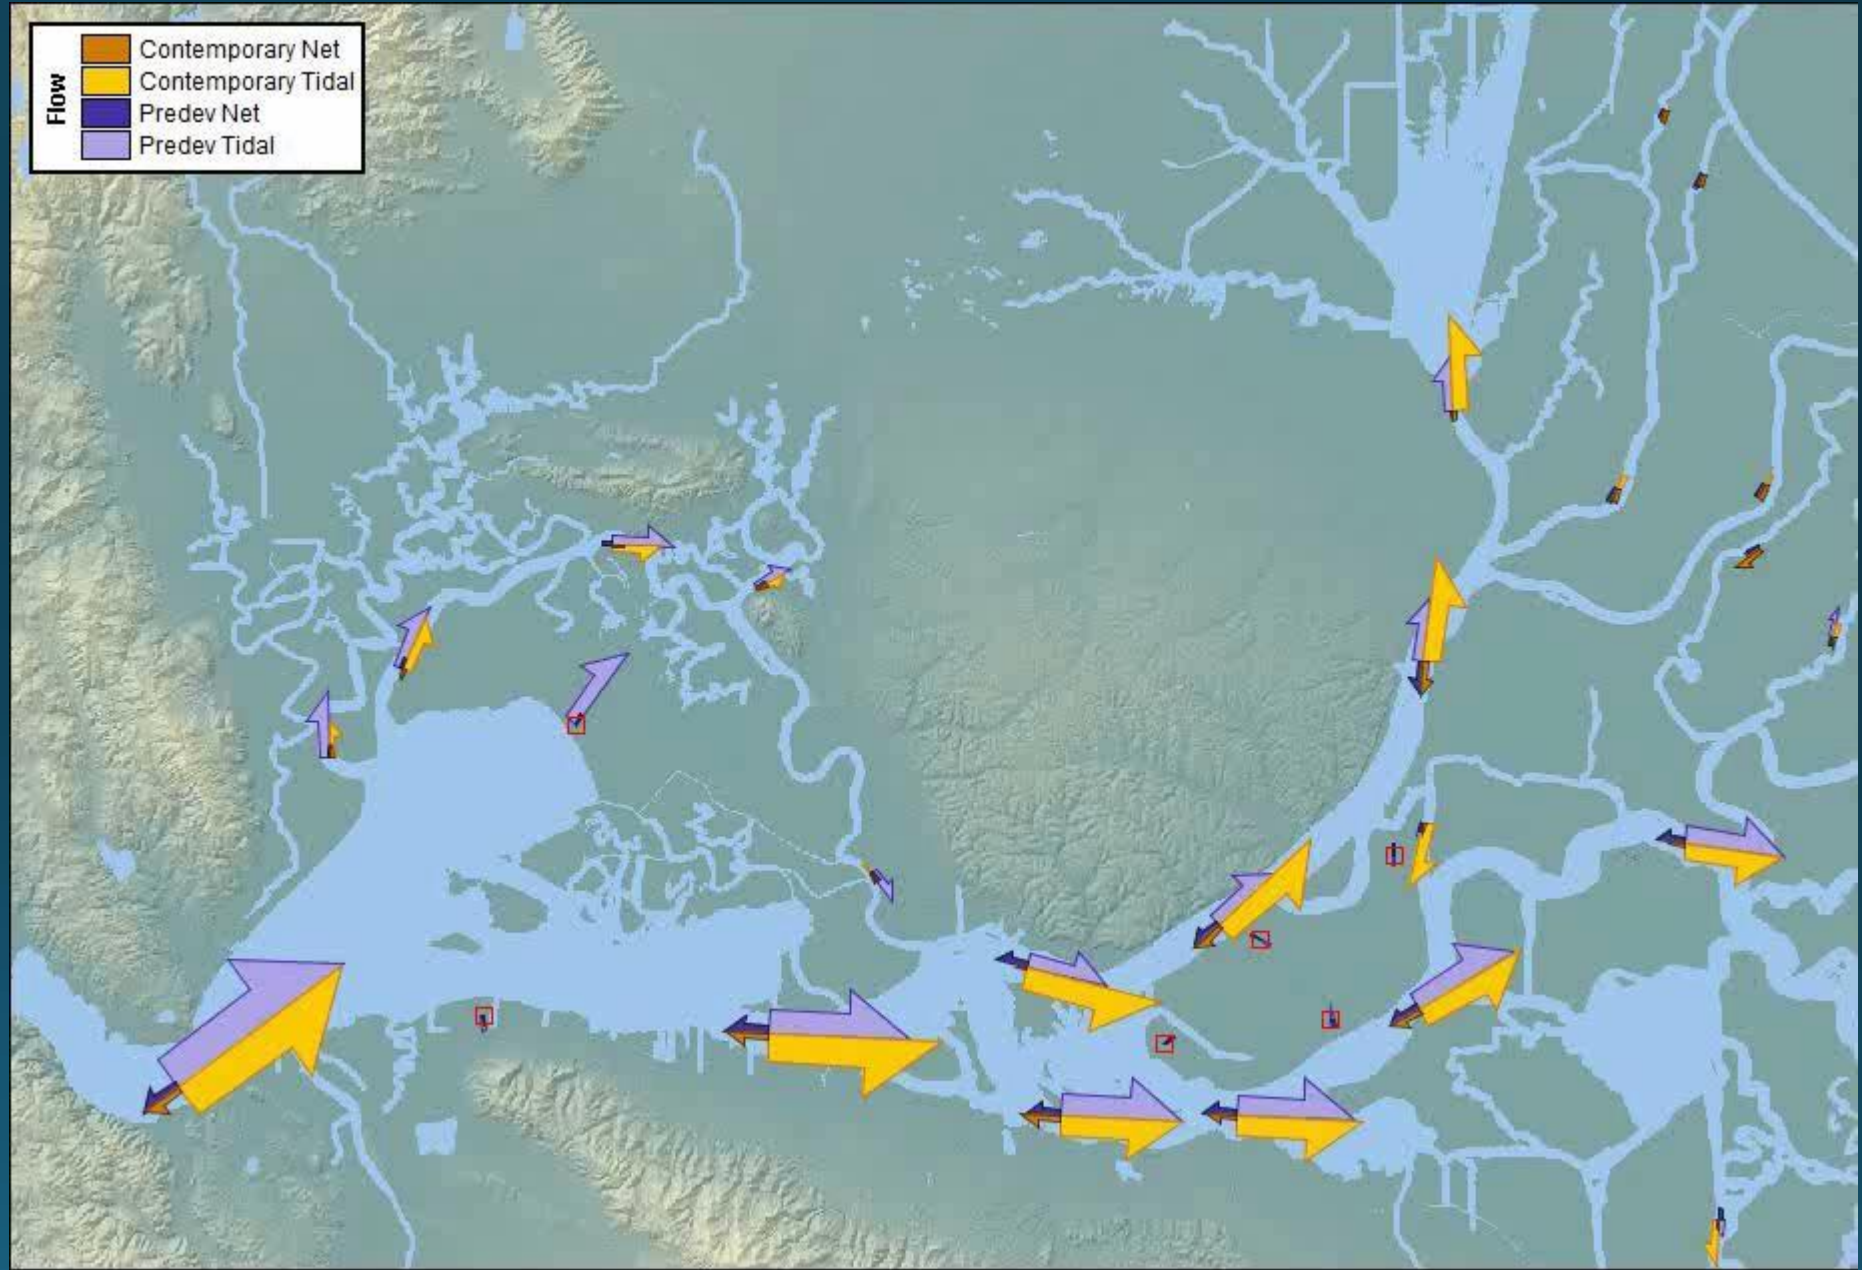 Flow
Contemporary Net
Contemporary Tidal
Predev Net
Predev Tidal